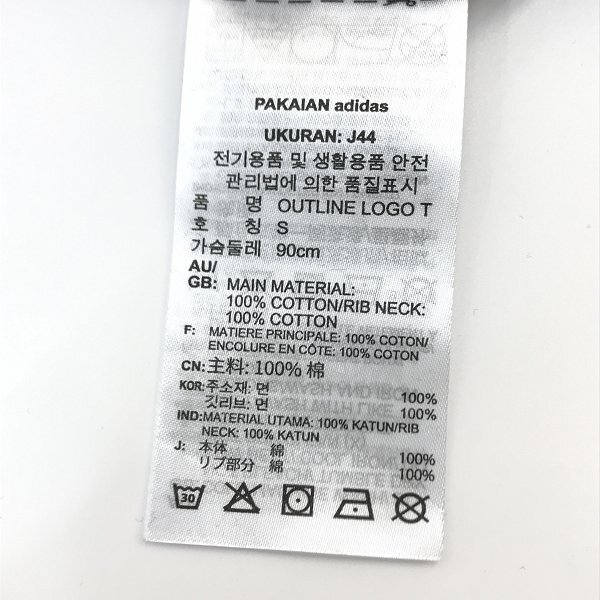 PAKAIAN adidas
UKURAN: J44
전기용품 및 생활용품 안전
관리법에 의한 품질표시
품 명 OUTLINE LOGO T
호 칭 S
가슴둘레 90cm
AU/
GB: MAIN MATERIAL:
100% COTTON/RIB NECK:
100% COTTON
F: MATIERE PRINCIPALE: 100% COTON/
ENCOLURE EN CÔTE: 100% COTON
CN: 主料: 100% 棉
KOR: 주소재: 면 100%
깃리브: 면 100%
IND: MATERIAL UTAMA: 100% KATUN/RIB
NECK: 100% KATUN
J: 本体 綿 100%
リブ部分 綿 100%
30